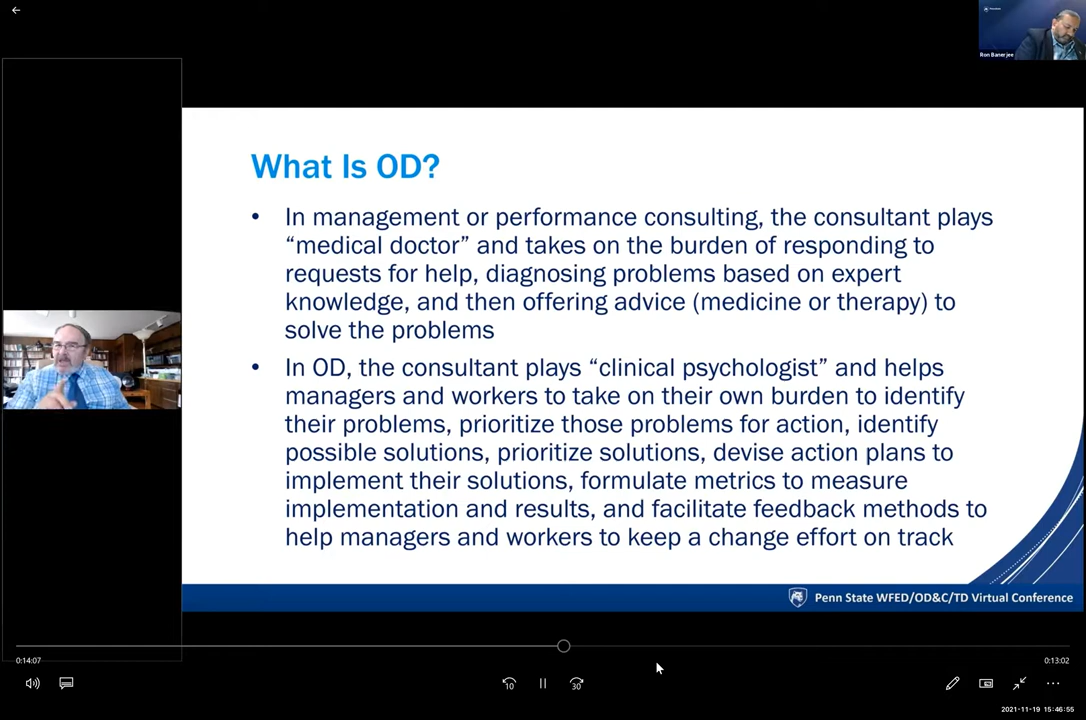 Ron Banerjee
What Is OD?
• In management or performance consulting, the consultant plays
“medical doctor” and takes on the burden of responding to
requests for help, diagnosing problems based on expert
knowledge, and then offering advice (medicine or therapy) to
solve the problems
• In OD, the consultant plays “clinical psychologist” and helps
managers and workers to take on their own burden to identify
their problems, prioritize those problems for action, identify
possible solutions, prioritize solutions, devise action plans to
implement their solutions, formulate metrics to measure
implementation and results, and facilitate feedback methods to
help managers and workers to keep a change effort on track
Penn State WFED/OD&C/TD Virtual Conference
0:14:07
0:13:02
10
30
2021-11-19 15:46:55